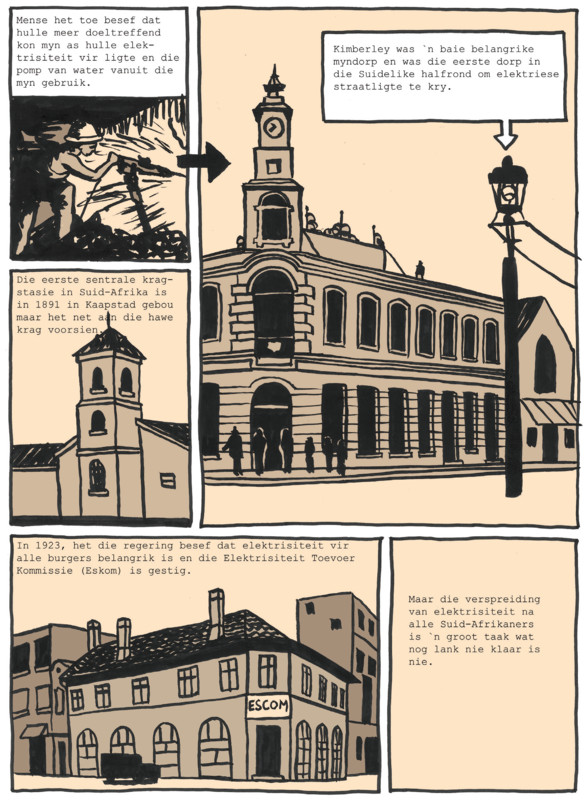 Mense het toe besef dat
hulle meer doeltreffend
kon myn as hulle elek-
trisiteit vir ligte en die
pomp van water vanuit die
myn gebruik.
Kimberley was `n baie belangrike
myndorp en was die eerste dorp in
die Suidelike halfrond om elektriese
straatligte te kry.
Die eerste sentrale krag-
stasie in Suid-Afrika is
in 1891 in Kaapstad gebou
maar het net aan die hawe
krag voorsien.
In 1923, het die regering besef dat elektrisiteit vir
alle burgers belangrik is en die Elektrisiteit Toevoer
Kommissie (Eskom) is gestig.
ESCOM
Maar die verspreiding
van elektrisiteit na
alle Suid-Afrikaners
is `n groot taak wat
nog lank nie klaar is
nie.